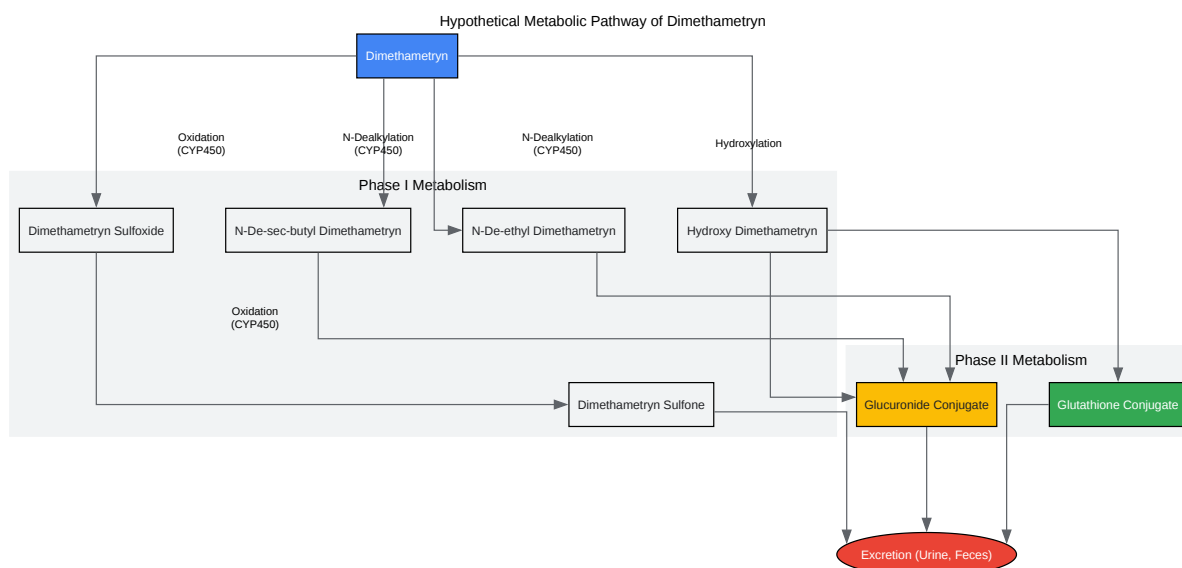 Hypothetical Metabolic Pathway of Dimethametryn
Dimethametryn
Oxidation
(CYP450)
N-Dealkylation
(CYP450)
N-Dealkylation
(CYP450)
Hydroxylation
Phase I Metabolism
Dimethametryn Sulfoxide
N-De-sec-butyl Dimethametryn
N-De-ethyl Dimethametryn
Hydroxy Dimethametryn
Oxidation
(CYP450)
Phase II Metabolism
Dimethametryn Sulfone
Glucuronide Conjugate
Glutathione Conjugate
Excretion (Urine, Feces)